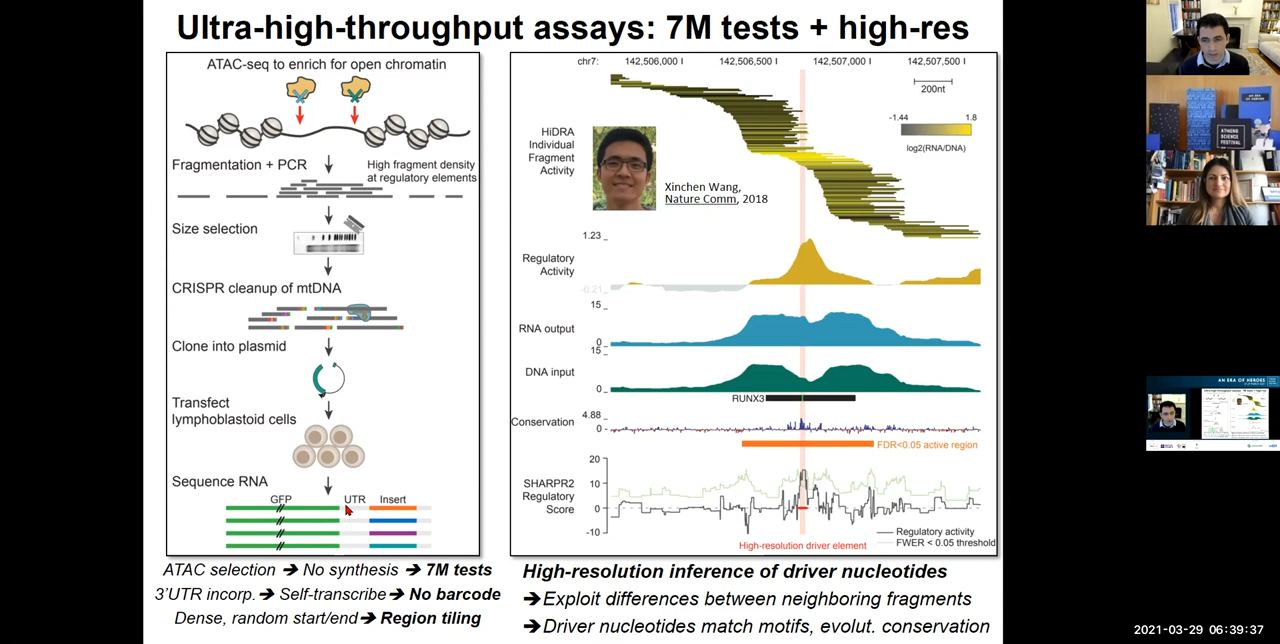 Ultra-high-throughput assays: 7M tests + high-res
ATAC-seq to enrich for open chromatin
Fragmentation + PCR
High fragment density
at regulatory elements
Size selection
CRISPR cleanup of mtDNA
Clone into plasmid
Transfect
lymphoblastoid cells
Sequence RNA
GFP
UTR
Insert
ATAC selection ➔ No synthesis ➔ 7M tests
3'UTR incorp. ➔ Self-transcribe ➔ No barcode
Dense, random start/end ➔ Region tiling
chr7: 142,506,000 l 142,506,500 l 142,507,000 l 142,507,500 l
200nt
-1.44 1.8
log2(RNA/DNA)
HiDRA
Individual
Fragment
Activity
Xinchen Wang,
Nature Comm, 2018
1.23
Regulatory
Activity
-0.21
15
RNA output
0
15
DNA input
0
RUNX3
4.88
Conservation
0
FDR<0.05 active region
20
SHARPR2
Regulatory
Score
10
0
-10
Regulatory activity
FWER < 0.05 threshold
High-resolution driver element
High-resolution inference of driver nucleotides
➔ Exploit differences between neighboring fragments
➔ Driver nucleotides match motifs, evolut. conservation
ATHENS
SCIENCE
FESTIVAL
AN ERA OF HEROES
2021-03-29 06:39:37